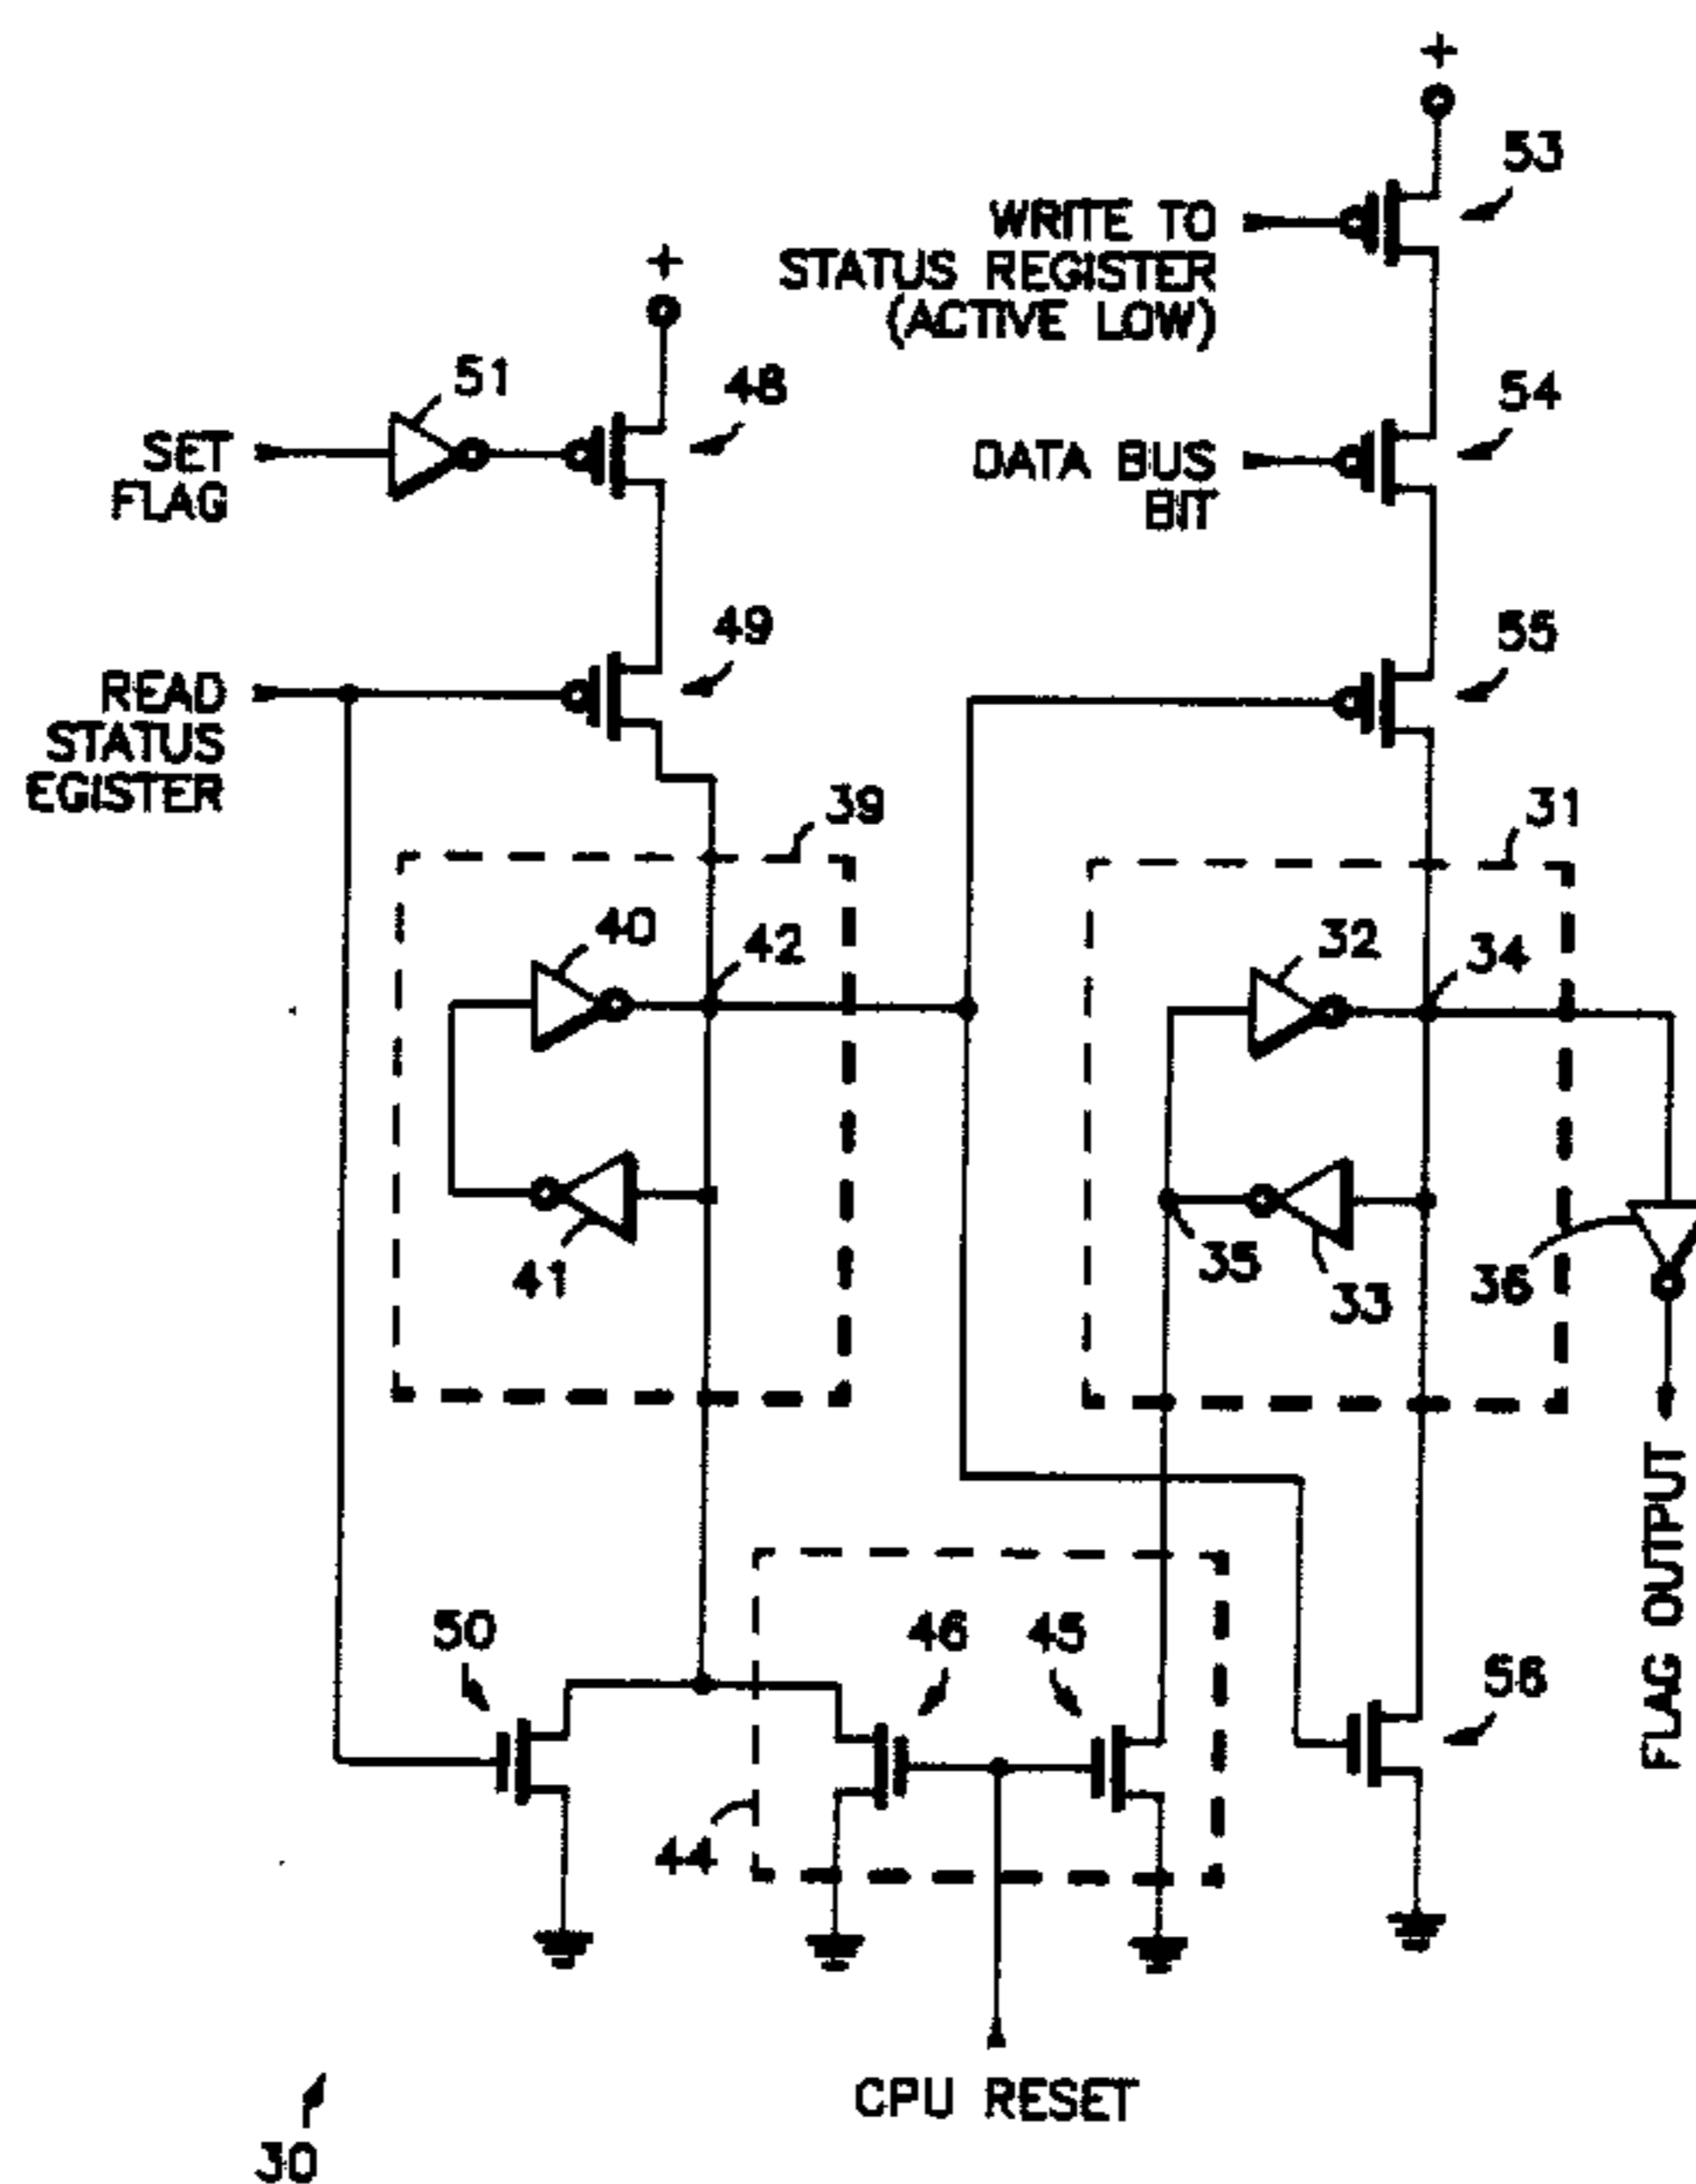 +
53
WRITE TO
STATUS REGISTER
(ACTIVE LOW)
+
51
48
54
SET
FLAG
DATA BUS
BIT
49
55
READ
STATUS
EGISTER
39
31
40
42
32
34
41
35
33
36
FLAG OUTPUT
50
46
45
56
44
CPU RESET
30